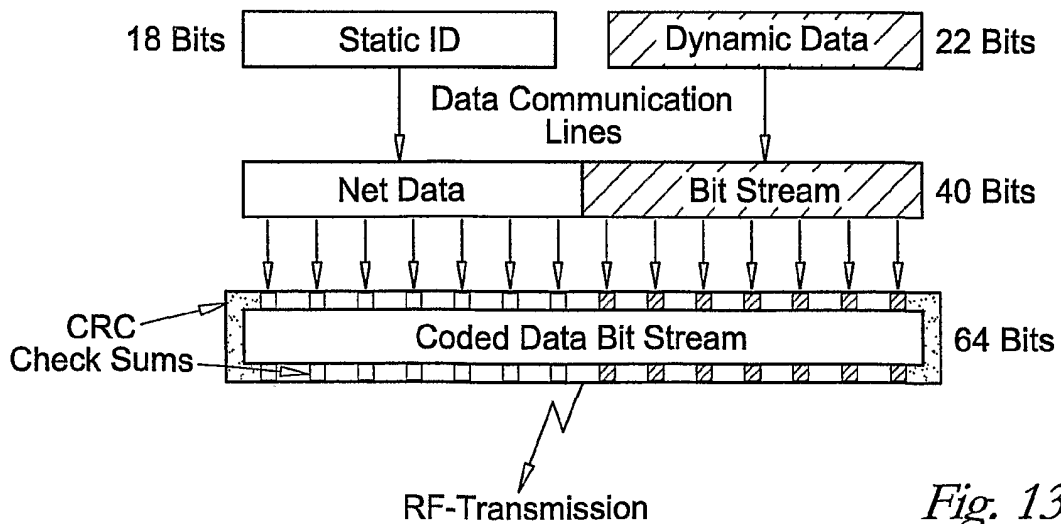 18 Bits Static ID Dynamic Data 22 Bits
Data Communication
Lines
Net Data Bit Stream 40 Bits
CRC
Check Sums
Coded Data Bit Stream 64 Bits
RF-Transmission
Fig. 13